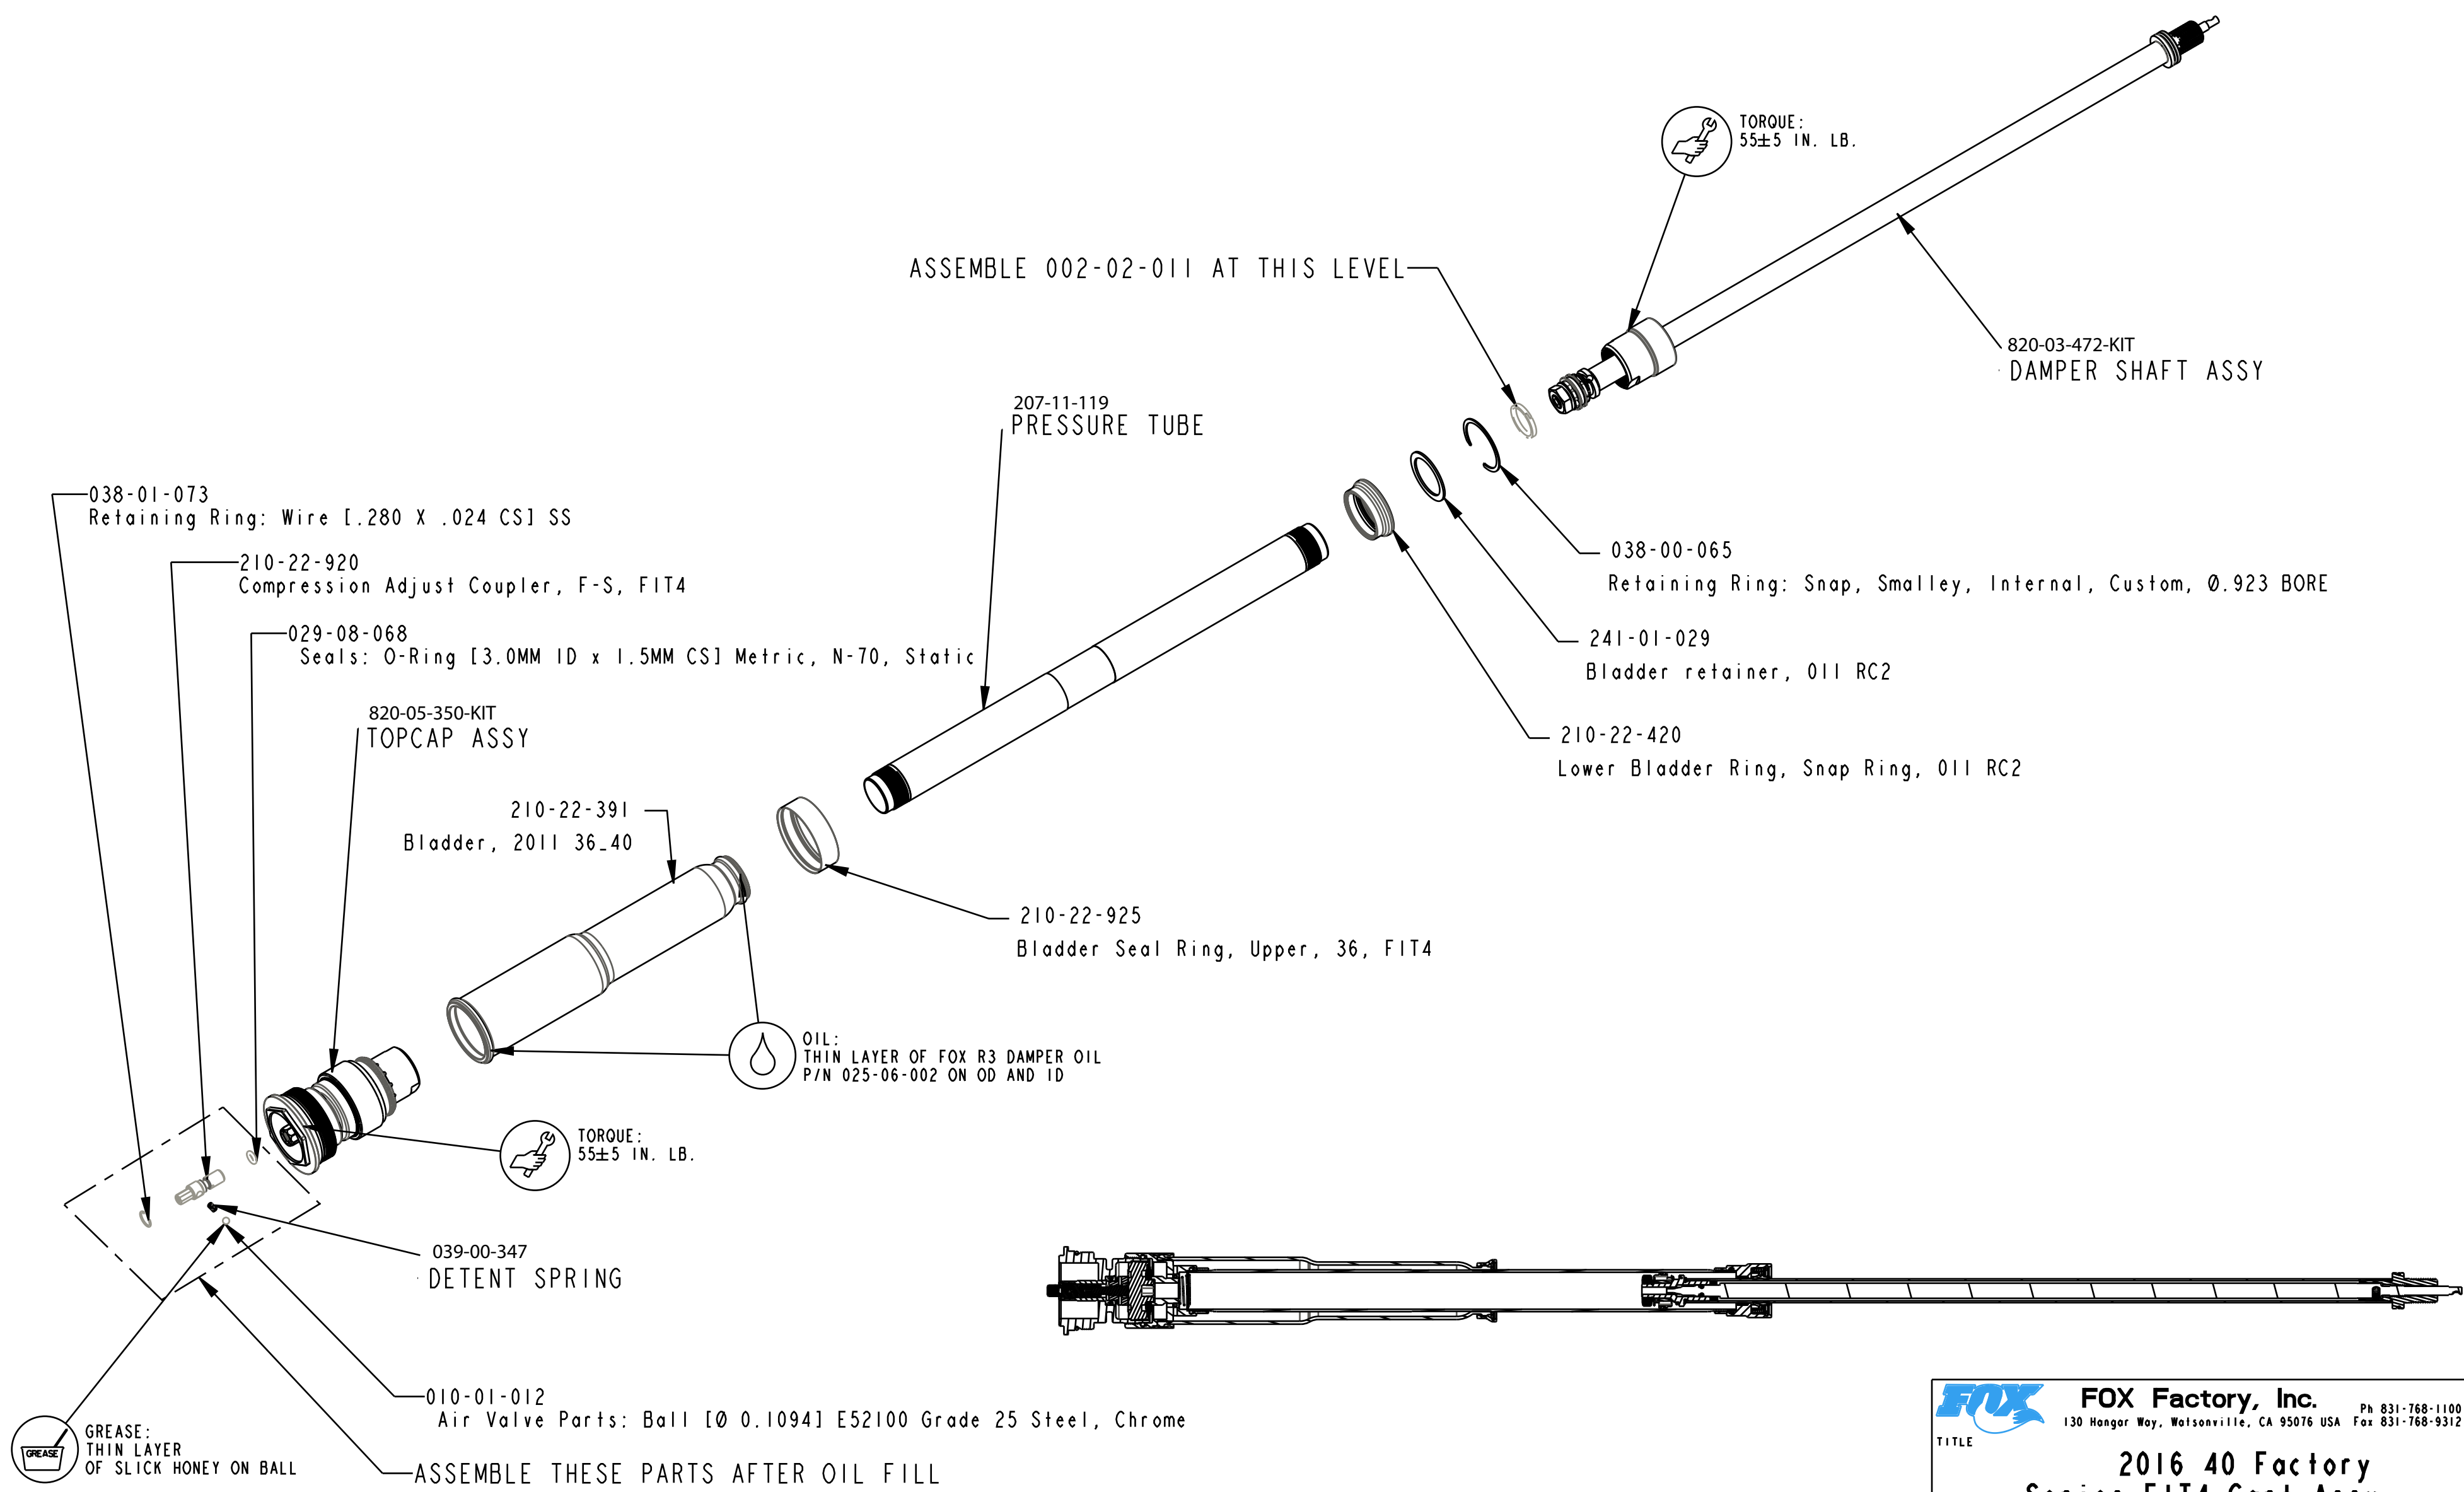 TORQUE:
55±5 IN. LB.
ASSEMBLE 002-02-011 AT THIS LEVEL
820-03-472-KIT
DAMPER SHAFT ASSY
207-11-119
PRESSURE TUBE
038-01-073
Retaining Ring: Wire [.280 X .024 CS] SS
210-22-920
Compression Adjust Coupler, F-S, FIT4
029-08-068
Seals: O-Ring [3.0MM ID x 1.5MM CS] Metric, N-70, Static
038-00-065
Retaining Ring: Snap, Smalley, Internal, Custom, Ø.923 BORE
241-01-029
Bladder retainer, 011 RC2
820-05-350-KIT
TOPCAP ASSY
210-22-420
Lower Bladder Ring, Snap Ring, 011 RC2
210-22-391
Bladder, 2011 36_40
210-22-925
Bladder Seal Ring, Upper, 36, FIT4
OIL:
THIN LAYER OF FOX R3 DAMPER OIL
P/N 025-06-002 ON OD AND ID
TORQUE:
55±5 IN. LB.
039-00-347
DETENT SPRING
010-01-012
Air Valve Parts: Ball [Ø 0.1094] E52100 Grade 25 Steel, Chrome
GREASE
GREASE:
THIN LAYER
OF SLICK HONEY ON BALL
ASSEMBLE THESE PARTS AFTER OIL FILL
FOX
FOX Factory, Inc.
Ph 831-768-1100
130 Hangar Way, Watsonville, CA 95076 USA Fax 831-768-9312
TITLE
2016 40 Factory